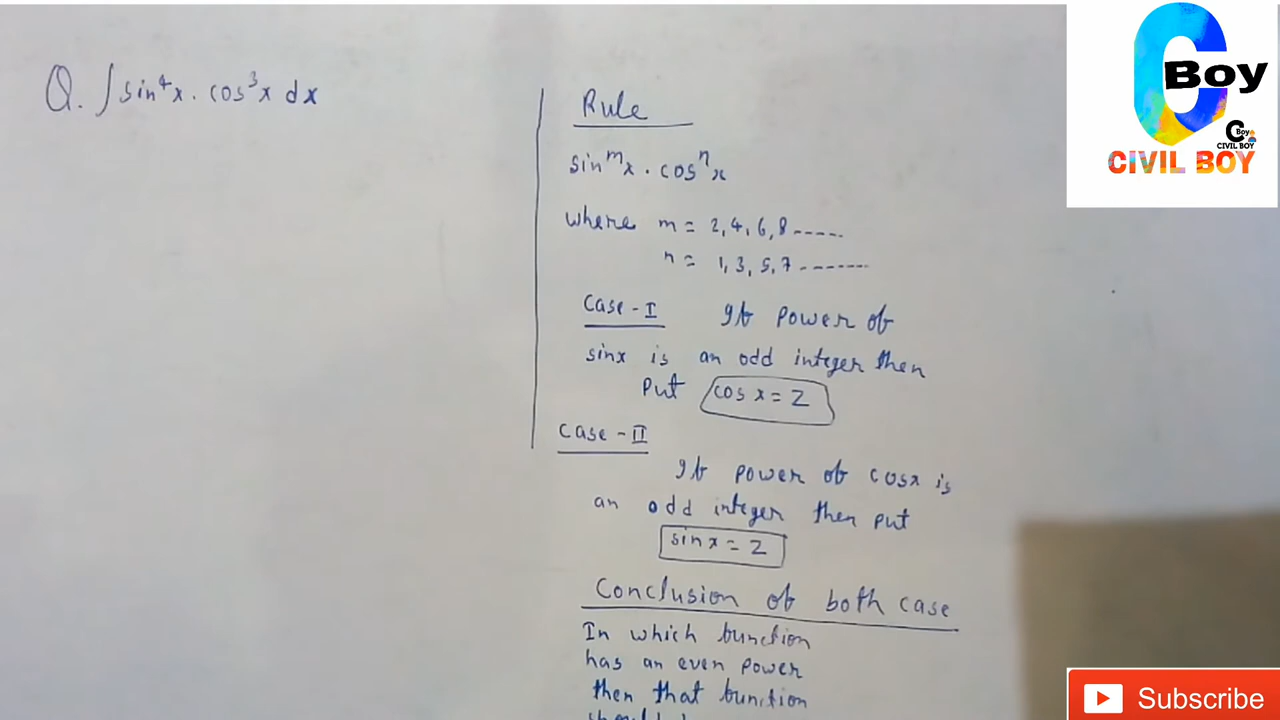 Q. ∫ sin⁴x . cos³x dx
Rule
sinᵐx . cosⁿx
where m = 2, 4, 6, 8 -----
n = 1, 3, 5, 7 -------
Case - I If power of
sinx is an odd integer then
put cos x = z
Case - II
If power of cosx is
an odd integer then put
sin x = z
Conclusion of both case
In which function
has an even power
then that function
Boy
C Boy
CIVIL BOY
CIVIL BOY
Subscribe